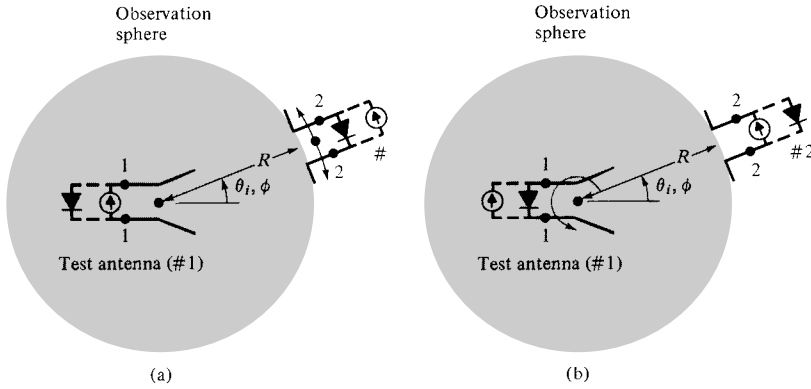 Observation
sphere
2
#
2
R
θi, ϕ
1
1
Test antenna (#1)
(a)
Observation
sphere
2
2
#2
R
θi, ϕ
1
1
Test antenna (#1)
(b)